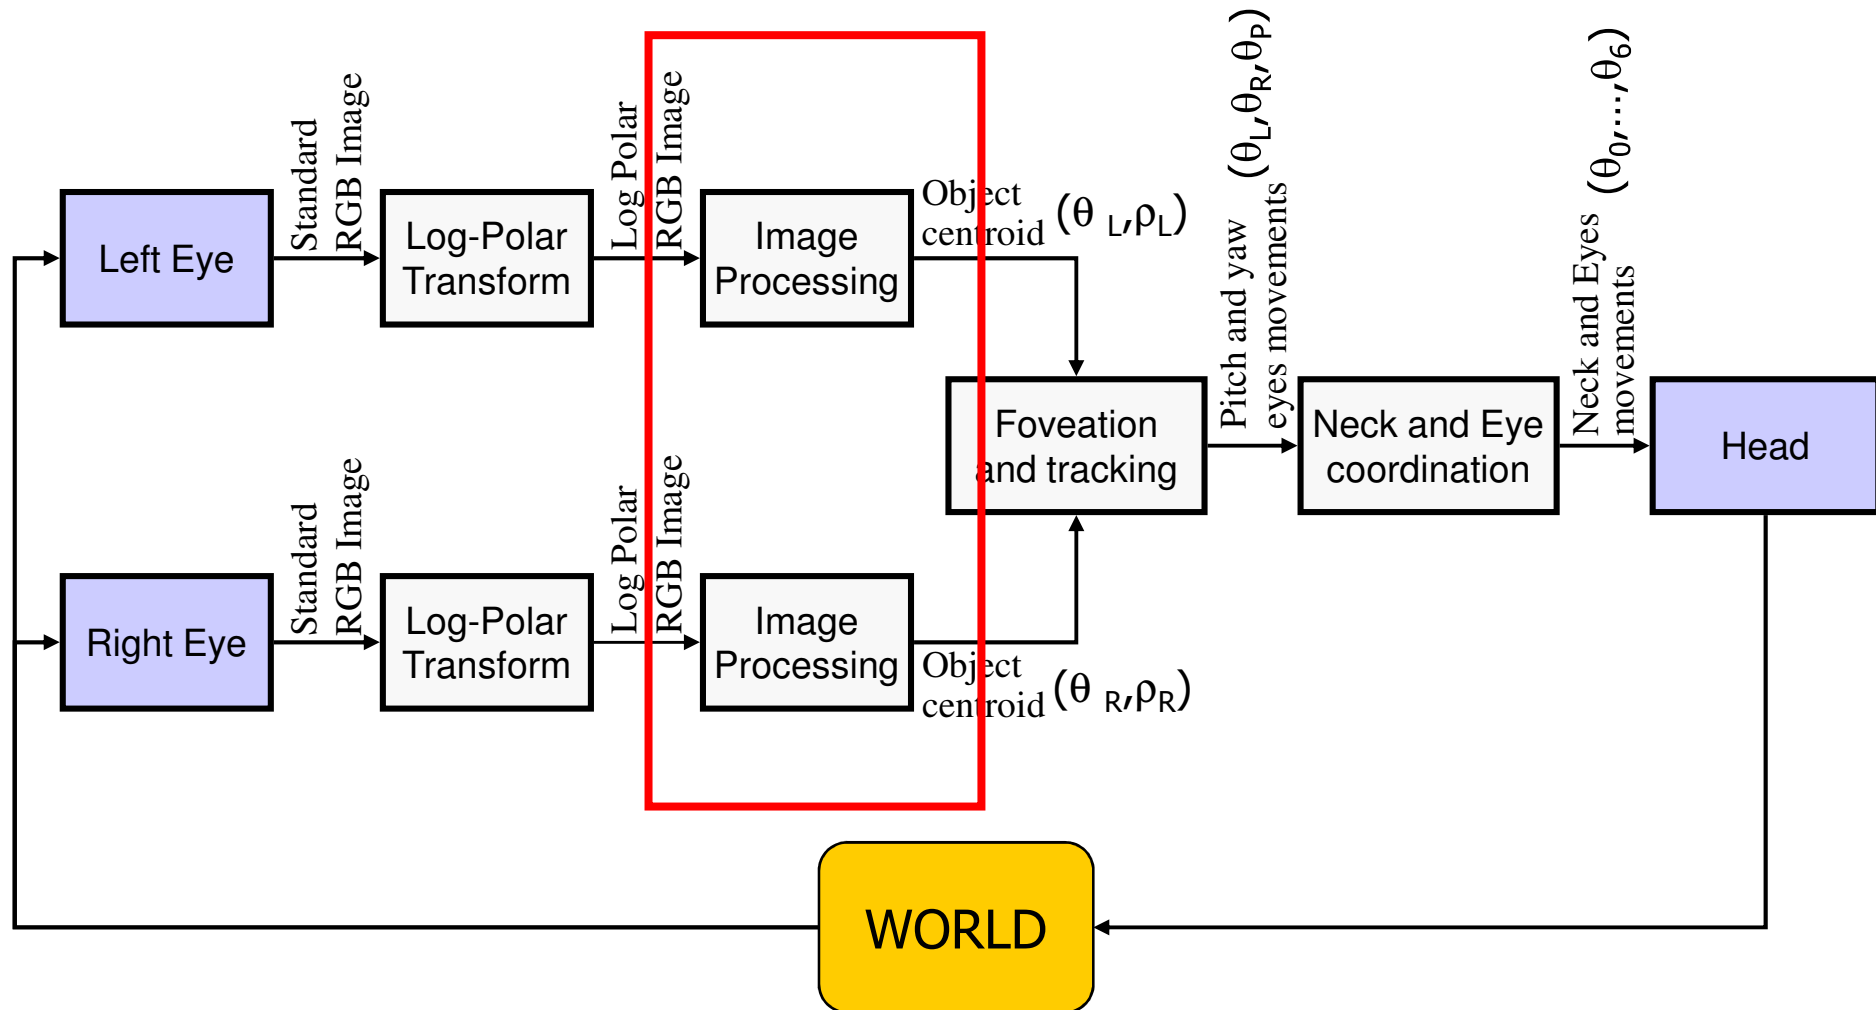 Left Eye
Standard
RGB Image
Log-Polar
Transform
Log Polar
RGB Image
Image
Processing
Object
centroid (θ L,ρL)
Right Eye
Standard
RGB Image
Log-Polar
Transform
Log Polar
RGB Image
Image
Processing
Object
centroid (θ R,ρR)
Foveation
and tracking
Pitch and yaw
eyes movements (θL,θR,θP)
Neck and Eye
coordination
Neck and Eyes (θ0,...,θ6)
movements
Head
WORLD